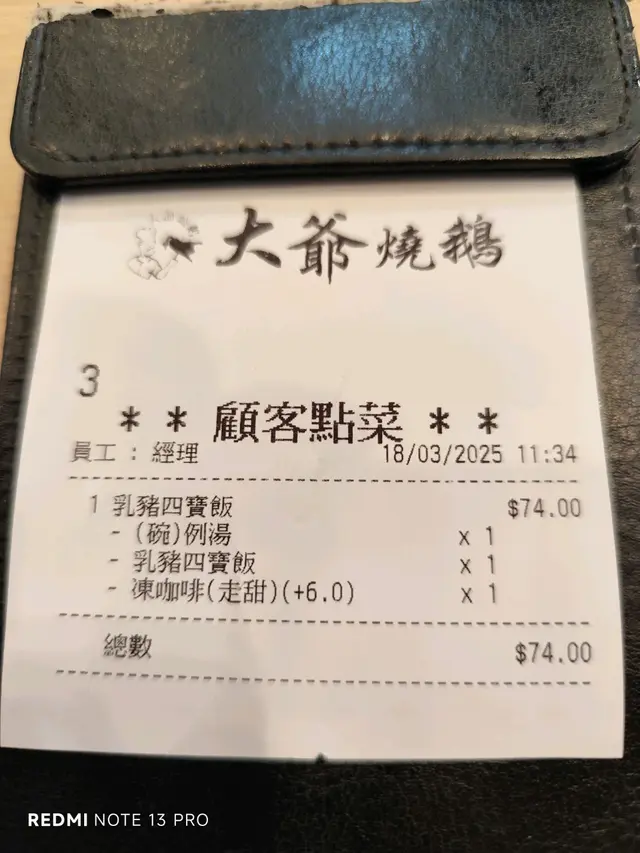 大爺燒鵝
3
** 顧客點菜 **
員工 : 經理 18/03/2025 11:34
1 乳豬四寶飯 $74.00
- (碗)例湯 x 1
- 乳豬四寶飯 x 1
- 凍咖啡(走甜)(+6.0) x 1
總數 $74.00
REDMI NOTE 13 PRO